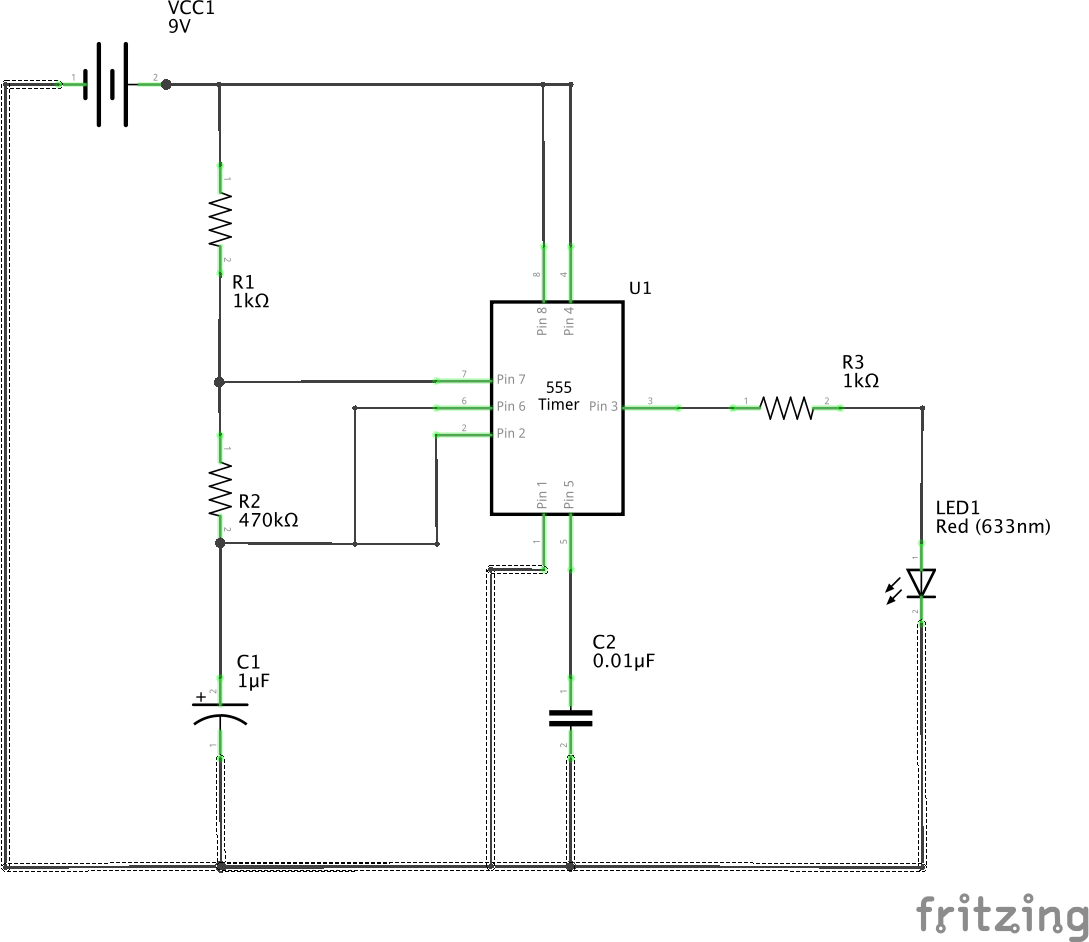 VCC1
9V
1
2
1
2
R1
1kΩ
8
4
U1
Pin 8
Pin 4
7
Pin 7
6
Pin 6
2
Pin 2
555
Timer
Pin 3
3
R3
1kΩ
1
2
1
R2
470kΩ
2
Pin 1
Pin 5
1
5
LED1
Red (633nm)
1
2
C1
1µF
2
+
1
C2
0.01µF
1
2
fritzing